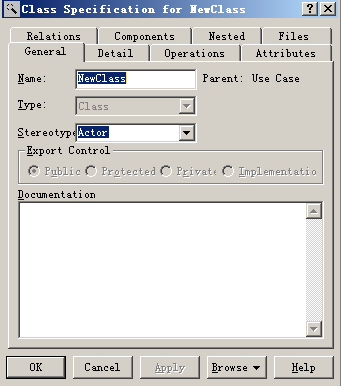 Class Specification for NewClass
Relations Components Nested Files
General Detail Operations Attributes
Name: NewClass Parent: Use Case
Type: Class
Stereotype Actor
Export Control
Public Protected Private Implementatio
Documentation
OK Cancel Apply Browse Help